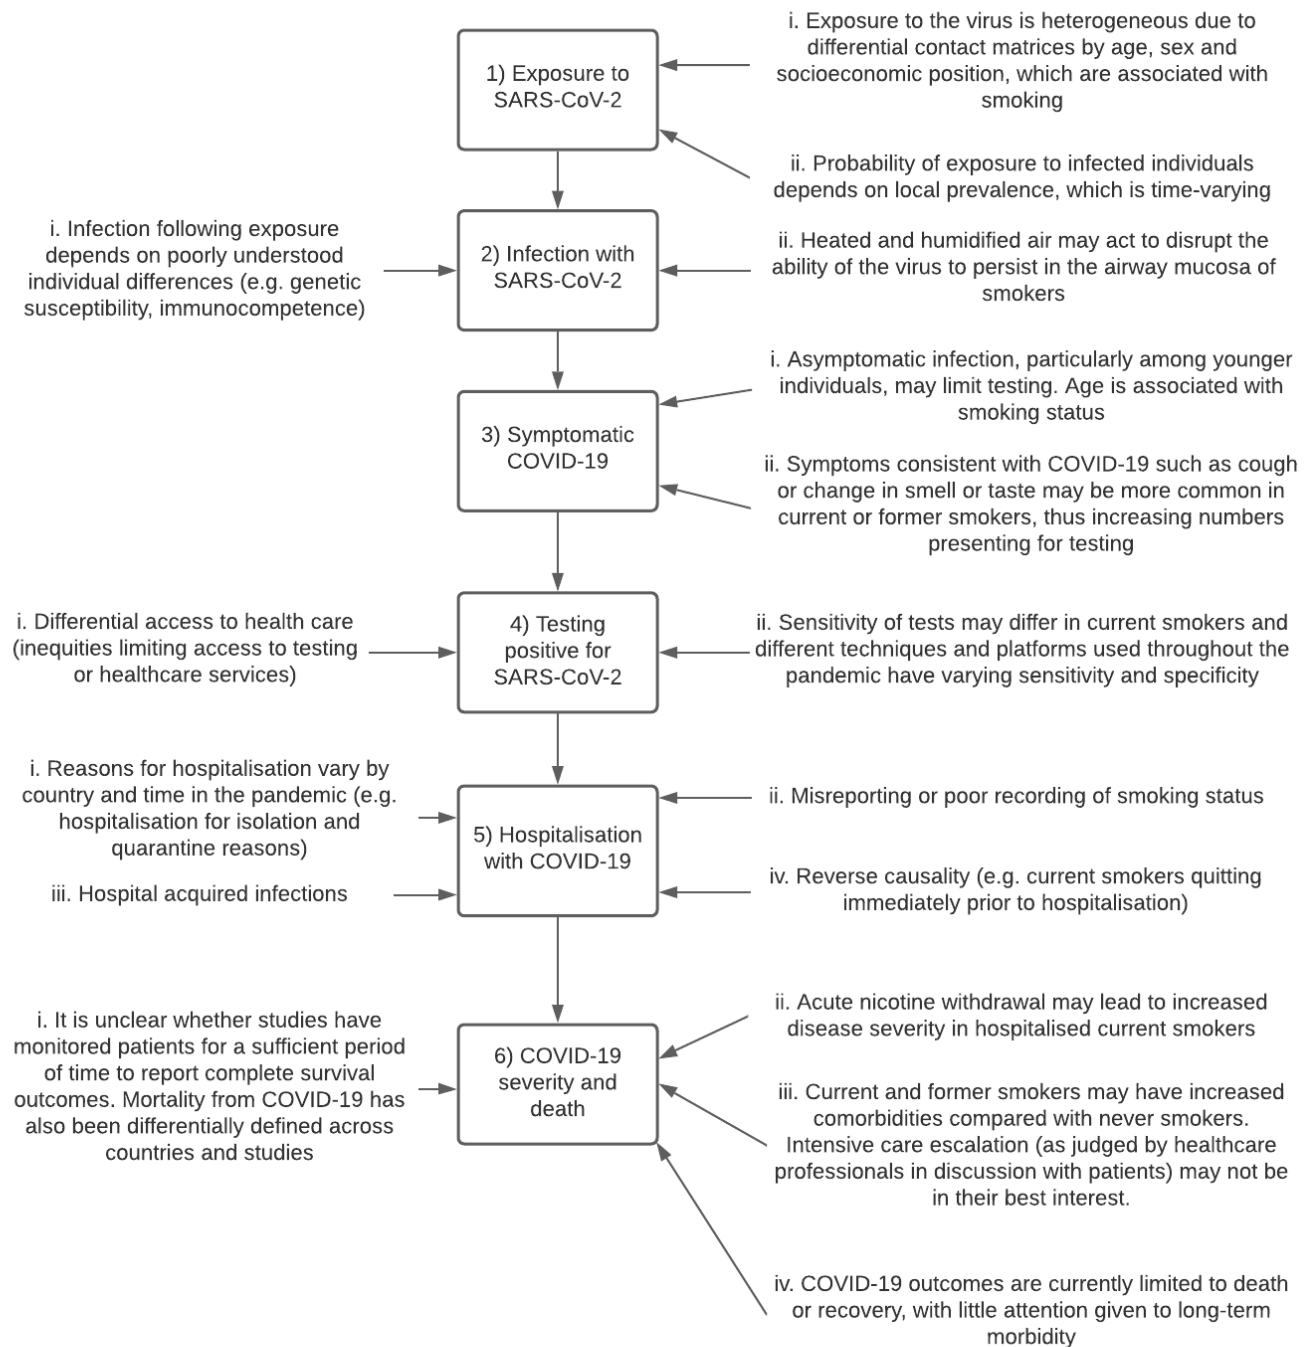 1) Exposure to
SARS-CoV-2
i. Exposure to the virus is heterogeneous due to
differential contact matrices by age, sex and
socioeconomic position, which are associated with
smoking
ii. Probability of exposure to infected individuals
depends on local prevalence, which is time-varying
i. Infection following exposure
depends on poorly understood
individual differences (e.g. genetic
susceptibility, immunocompetence)
2) Infection with
SARS-CoV-2
ii. Heated and humidified air may act to disrupt the
ability of the virus to persist in the airway mucosa of
smokers
3) Symptomatic
COVID-19
i. Asymptomatic infection, particularly among younger
individuals, may limit testing. Age is associated with
smoking status
ii. Symptoms consistent with COVID-19 such as cough
or change in smell or taste may be more common in
current or former smokers, thus increasing numbers
presenting for testing
i. Differential access to health care
(inequities limiting access to testing
or healthcare services)
4) Testing
positive for
SARS-CoV-2
ii. Sensitivity of tests may differ in current smokers and
different techniques and platforms used throughout the
pandemic have varying sensitivity and specificity
i. Reasons for hospitalisation vary by
country and time in the pandemic (e.g.
hospitalisation for isolation and
quarantine reasons)
iii. Hospital acquired infections
5) Hospitalisation
with COVID-19
ii. Misreporting or poor recording of smoking status
iv. Reverse causality (e.g. current smokers quitting
immediately prior to hospitalisation)
i. It is unclear whether studies have
monitored patients for a sufficient period
of time to report complete survival
outcomes. Mortality from COVID-19 has
also been differentially defined across
countries and studies
6) COVID-19
severity and
death
ii. Acute nicotine withdrawal may lead to increased
disease severity in hospitalised current smokers
iii. Current and former smokers may have increased
comorbidities compared with never smokers.
Intensive care escalation (as judged by healthcare
professionals in discussion with patients) may not be
in their best interest.
iv. COVID-19 outcomes are currently limited to death
or recovery, with little attention given to long-term
morbidity